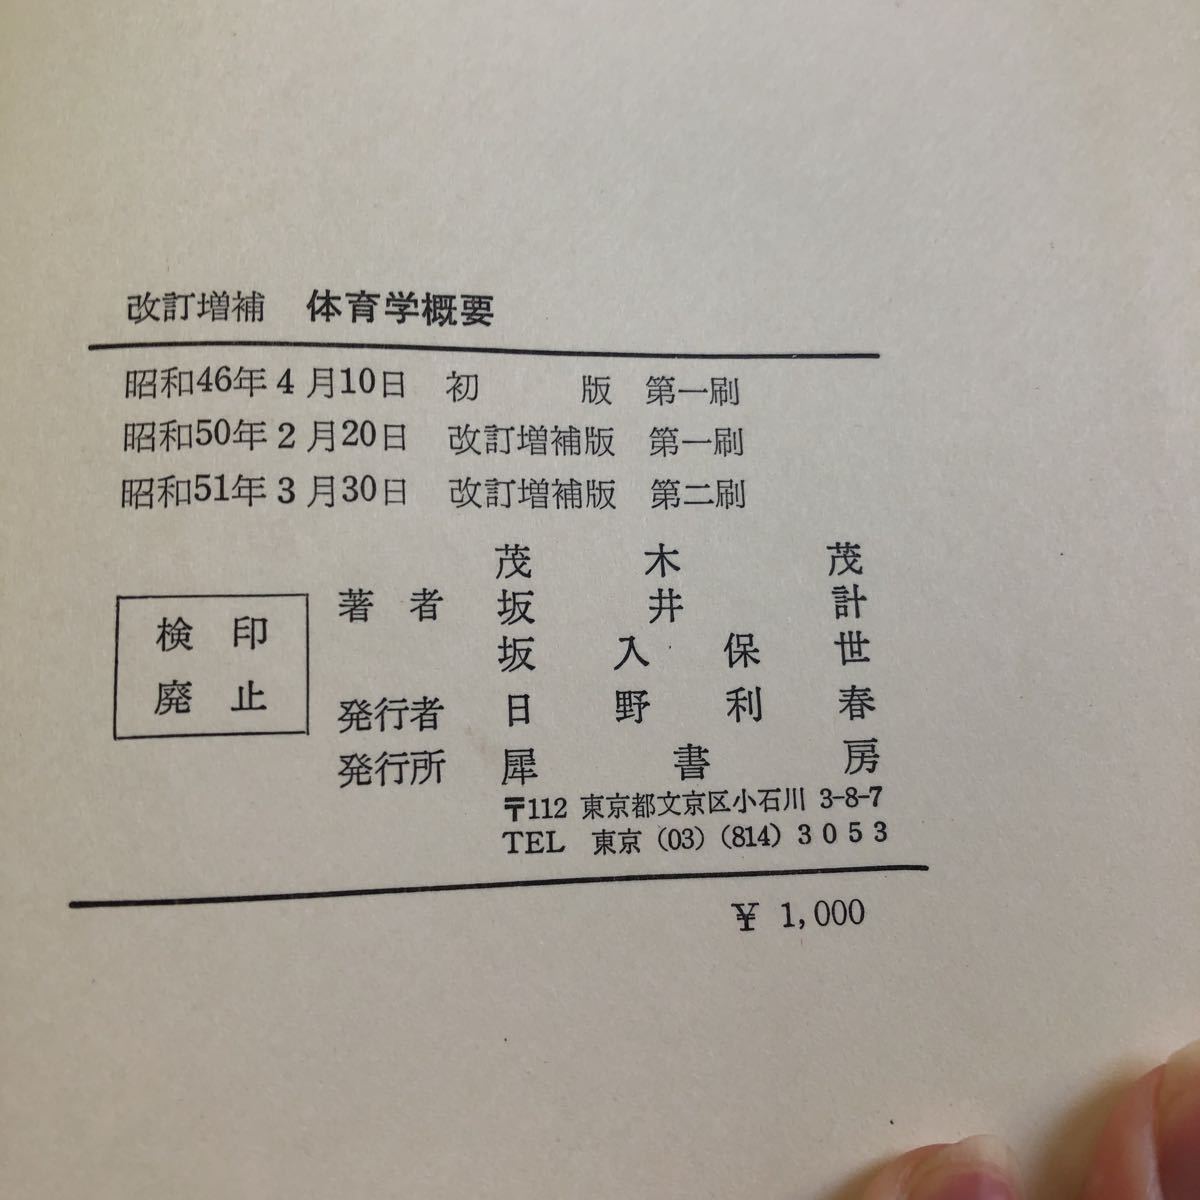 改訂増補 体育学概要
昭和46年4月10日 初版 第一刷
昭和50年2月20日 改訂増補版 第一刷
昭和51年3月30日 改訂増補版 第二刷
検印
廃止
著者 茂木茂
坂井計
坂入保世
発行者 日野利春
発行所 犀書房
〒112 東京都文京区小石川 3-8-7
TEL 東京 (03) (814) 3053
¥ 1,000